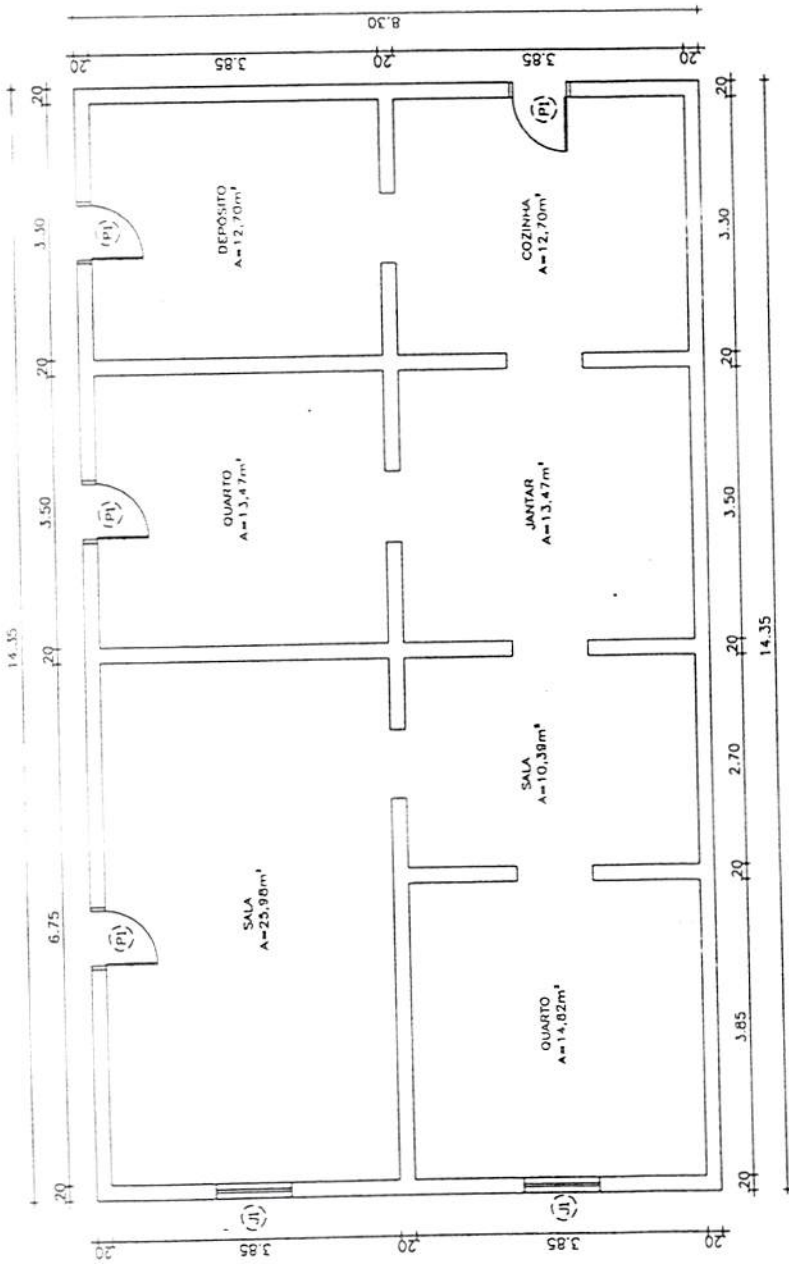 8.30
20
3.85
20
3.85
20
14.35
20
3.30
20
3.50
20
6.75
20
DEPÓSITO
A=12,70m²
(P1)
COZINHA
A=12,70m²
(P1)
QUARTO
A=13,47m²
(P1)
JANTAR
A=13,47m²
SALA
A=25,98m²
(P1)
SALA
A=10,39m²
QUARTO
A=14,82m²
(J1)
(J1)
20
3.30
20
3.50
20
2.70
20
3.85
20
14.35
20
3.85
20
3.85
20